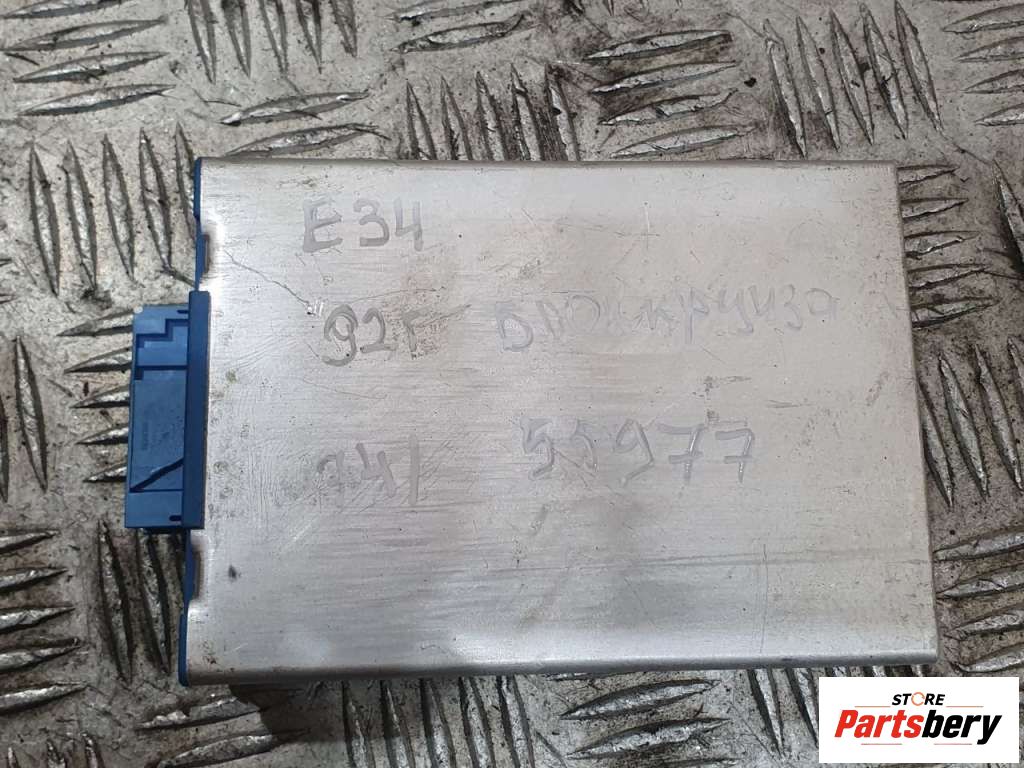 E34
92г Блок круиза
941 55977
STORE
Partsbery